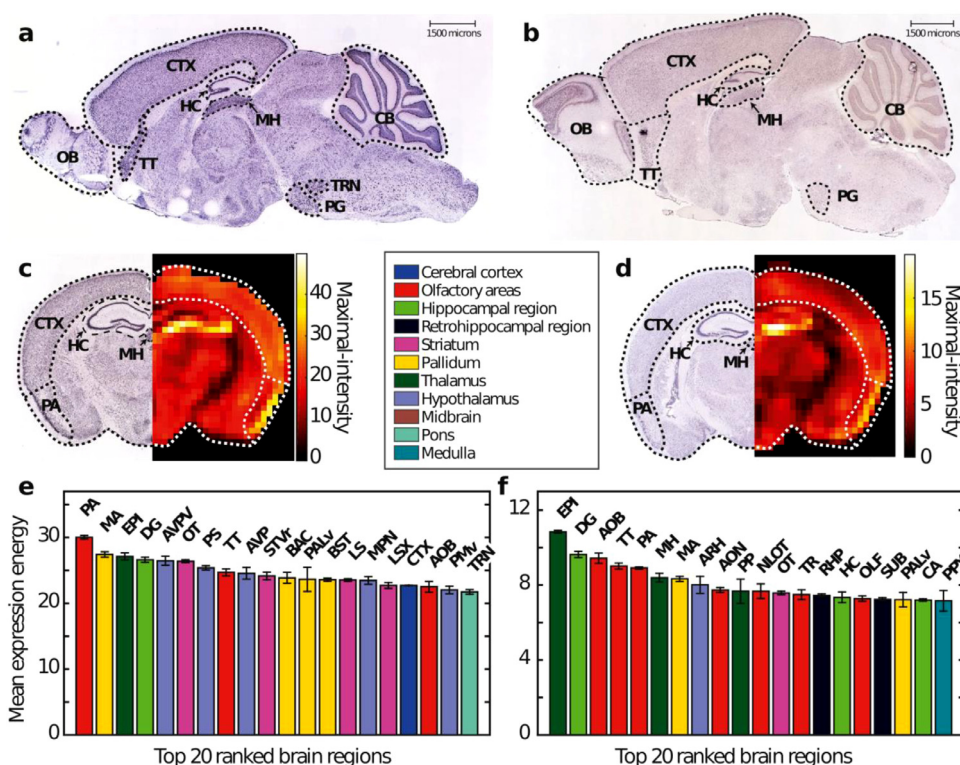 a
1500 microns
CTX
HC
MH
CB
OB
TT
TRN
PG
b
1500 microns
CTX
HC
MH
CB
OB
TT
PG
c
CTX
HC
MH
PA
40
30
20
10
0
Maximal-intensity
Cerebral cortex
Olfactory areas
Hippocampal region
Retrohippocampal region
Striatum
Pallidum
Thalamus
Hypothalamus
Midbrain
Pons
Medulla
d
CTX
HC
MH
PA
15
10
5
0
Maximal-intensity
e
Mean expression energy
30
20
10
0
PA
MA
EPI
DG
AVPV
OT
PS
TT
AVP
STVr
BAC
PALv
BST
LS
MPN
LSX
CTX
AOB
PMv
TRN
Top 20 ranked brain regions
f
12
8
4
0
EPI
DG
AOB
TT
PA
MH
MA
ARH
AON
PP
NLOT
OT
TR
RHP
HC
OLF
SUB
PALv
CA
Top 20 ranked brain regions